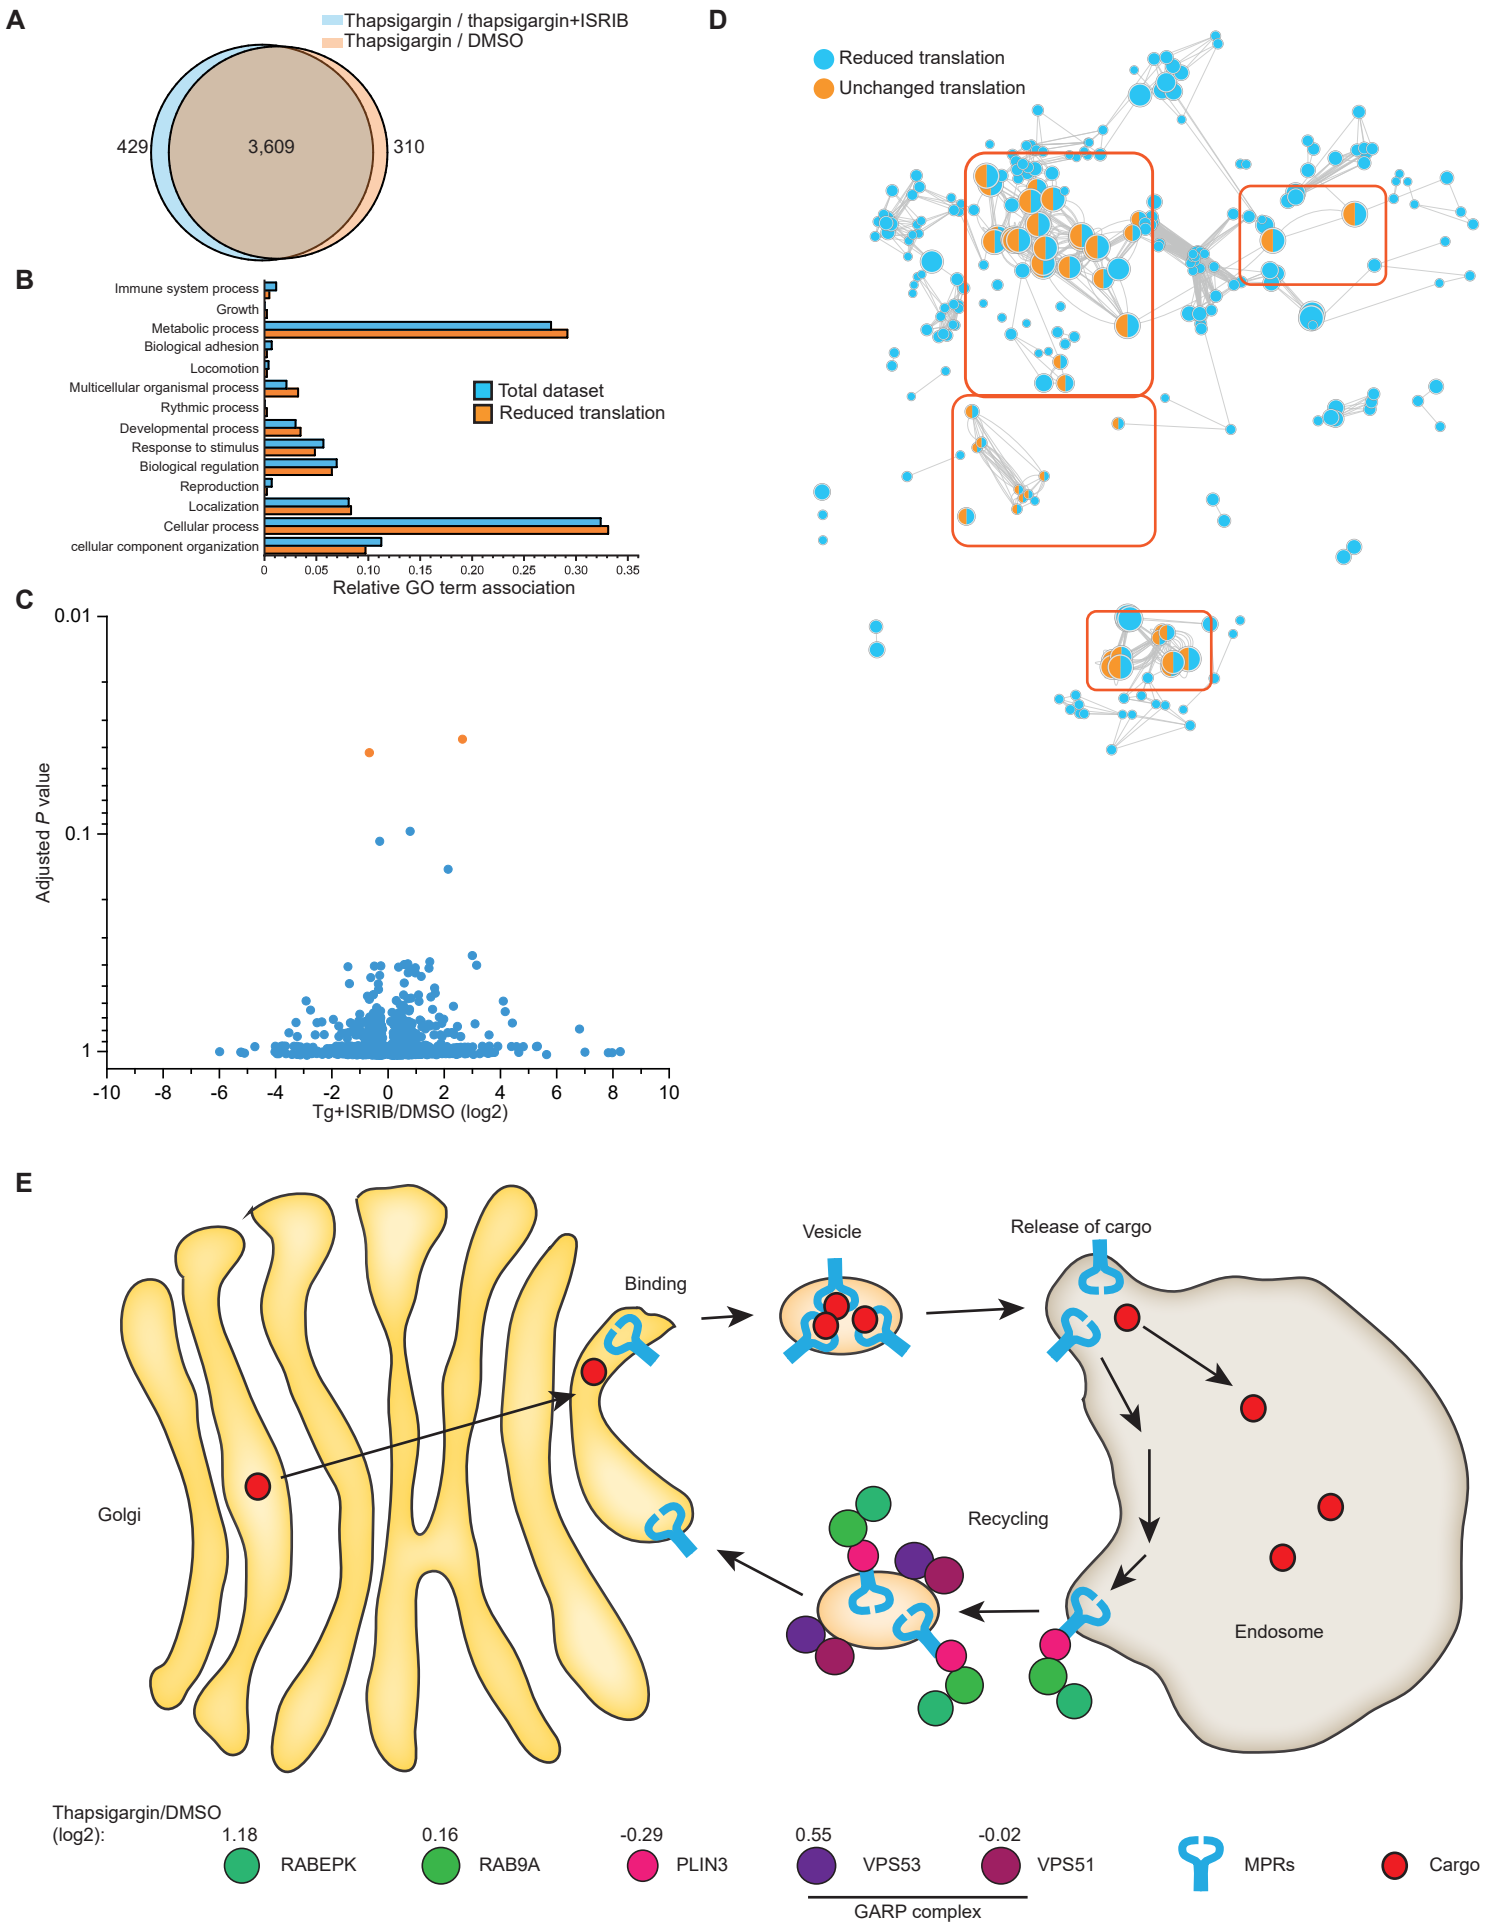 A
Thapsigargin / thapsigargin+ISRIB
Thapsigargin / DMSO
429
3,609
310
B
Immune system process
Growth
Metabolic process
Biological adhesion
Locomotion
Multicellular organismal process
Rythmic process
Developmental process
Response to stimulus
Biological regulation
Reproduction
Localization
Cellular process
cellular component organization
Total dataset
Reduced translation
0 0.05 0.10 0.15 0.20 0.25 0.30 0.35
Relative GO term association
C
0.01
0.1
1
Adjusted P value
-10 -8 -6 -4 -2 0 2 4 6 8 10
Tg+ISRIB/DMSO (log2)
D
Reduced translation
Unchanged translation
E
Golgi
Binding
Vesicle
Release of cargo
Recycling
Endosome
Thapsigargin/DMSO
(log2): 1.18 0.16 -0.29 0.55 -0.02
RABEPK RAB9A PLIN3 VPS53 VPS51 MPRs Cargo
GARP complex